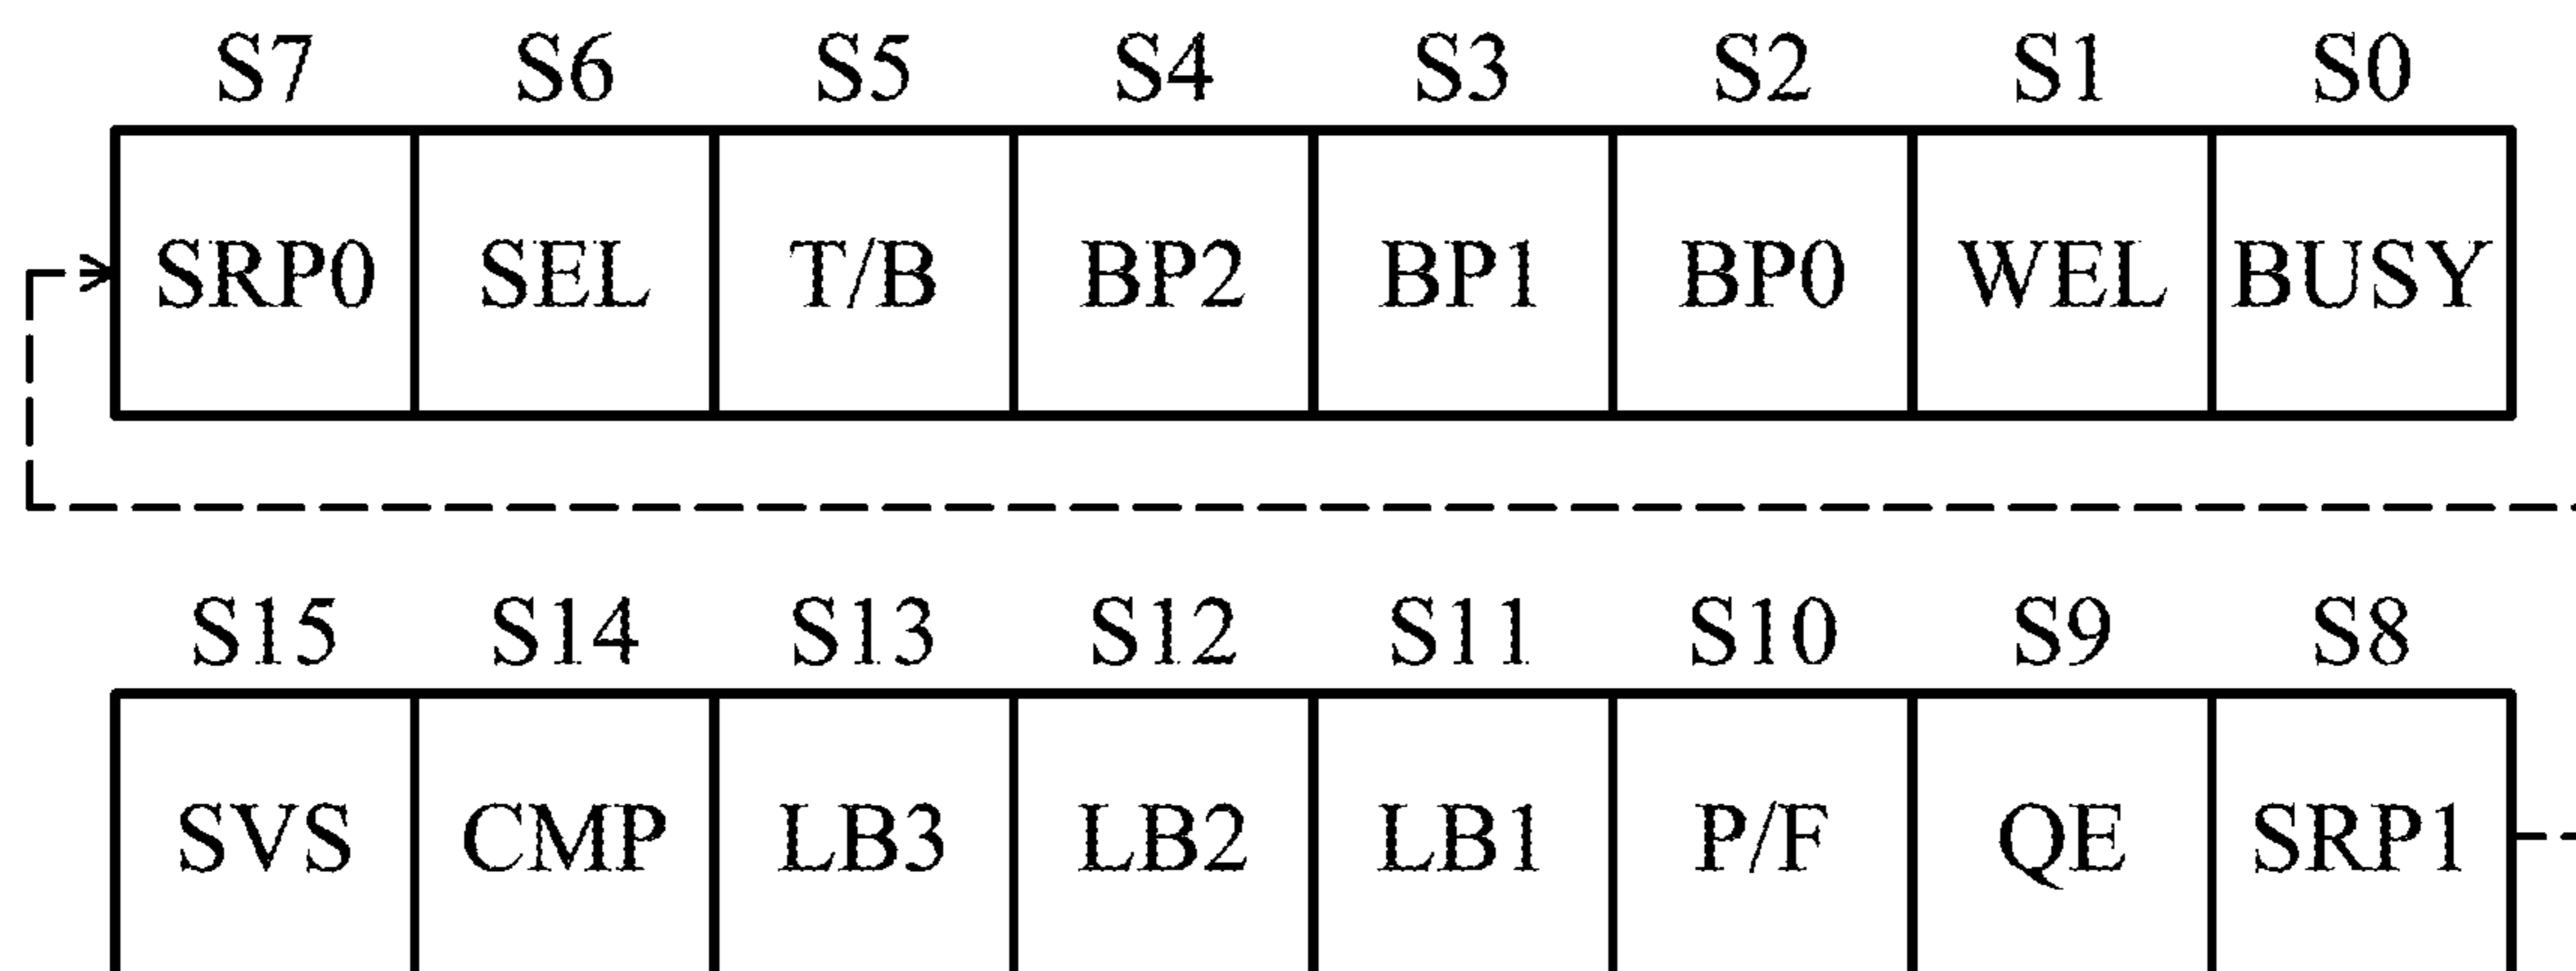 S7 S6 S5 S4 S3 S2 S1 S0
SRP0 SEL T/B BP2 BP1 BP0 WEL BUSY
S15 S14 S13 S12 S11 S10 S9 S8
SVS CMP LB3 LB2 LB1 P/F QE SRP1